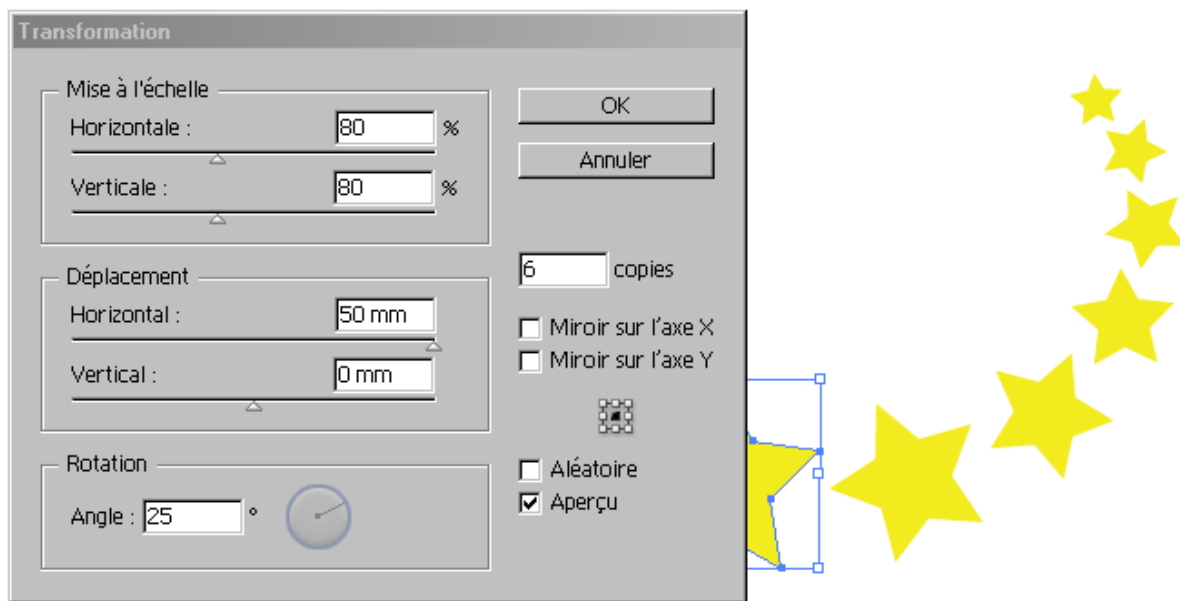 Transformation
Mise à l'échelle
Horizontale : 80 %
Verticale : 80 %
Déplacement
Horizontal : 50 mm
Vertical : 0 mm
Rotation
Angle : 25 °
OK
Annuler
6 copies
Miroir sur l'axe X
Miroir sur l'axe Y
Aléatoire
Aperçu